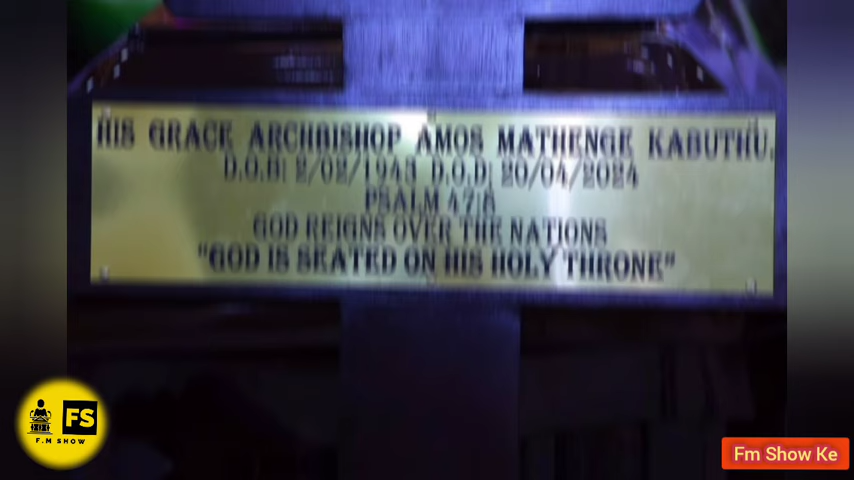 HIS GRACE ARCHBISHOP AMOS MATHENGE KABUTHU.
D.O.B: 2/02/1943 D.O.D: 20/04/2024
PSALM 47:8
GOD REIGNS OVER THE NATIONS
"GOD IS SEATED ON HIS HOLY THRONE"
FS
F.M SHOW
Fm Show Ke